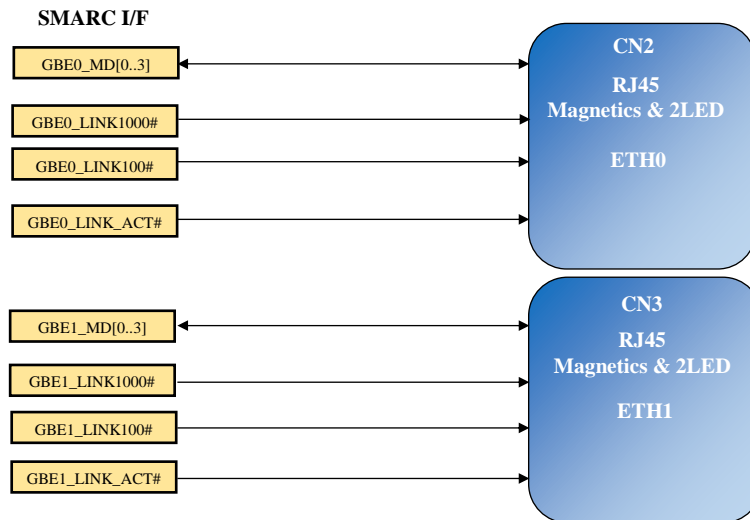 SMARC I/F
GBE0_MD[0..3]
GBE0_LINK1000#
GBE0_LINK100#
GBE0_LINK_ACT#
CN2
RJ45
Magnetics & 2LED
ETH0
GBE1_MD[0..3]
GBE1_LINK1000#
GBE1_LINK100#
GBE1_LINK_ACT#
CN3
RJ45
Magnetics & 2LED
ETH1